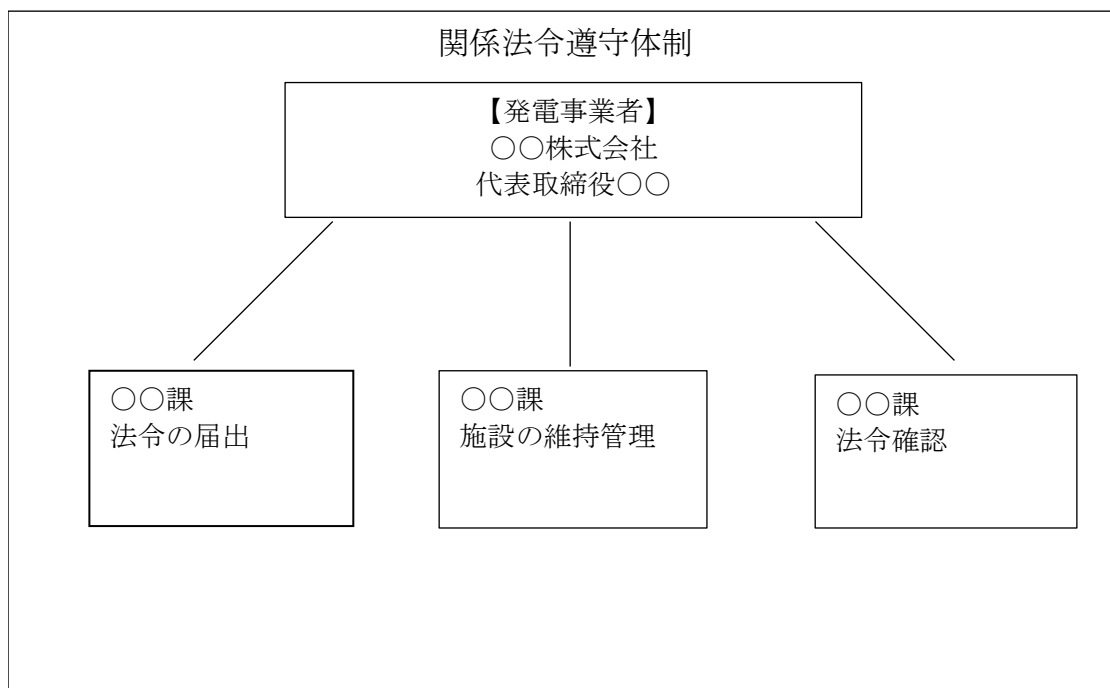 関係法令遵守体制
【発電事業者】
○○株式会社
代表取締役○○
○○課
法令の届出
○○課
施設の維持管理
○○課
法令確認